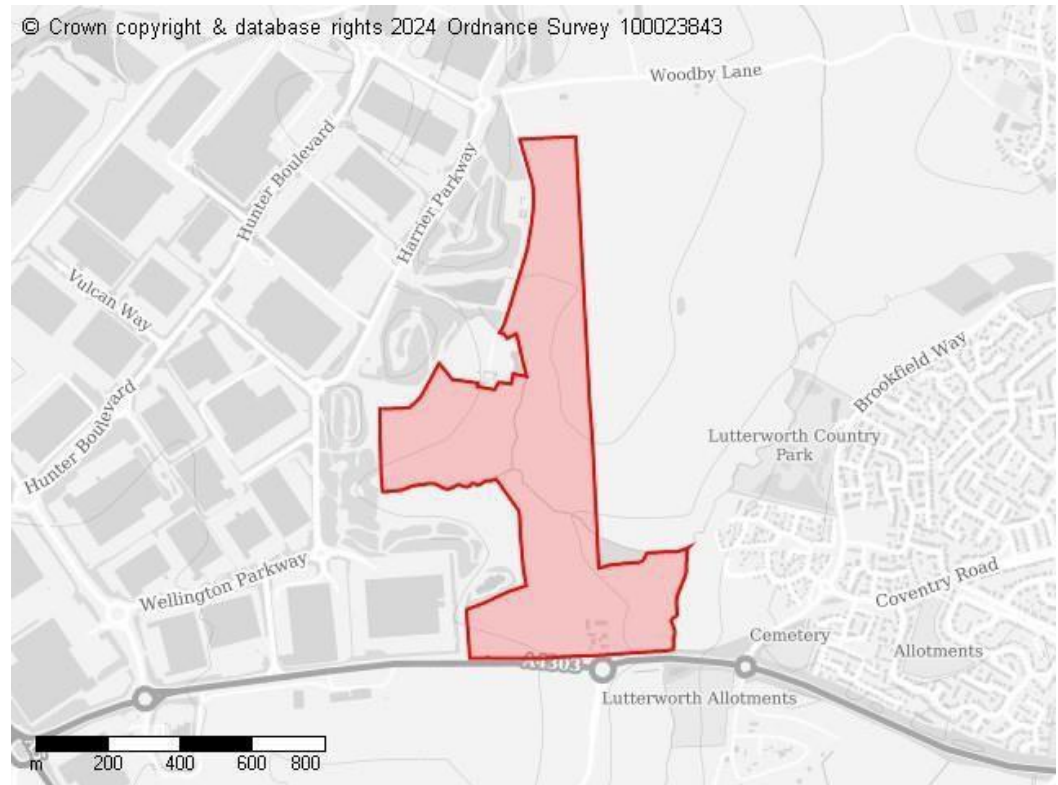 © Crown copyright & database rights 2024 Ordnance Survey 100023843
Woodby Lane
Hunter Boulevard
Harrier Parkway
Vulcan Way
Brookfield Way
Lutterworth Country
Park
Hunter Boulevard
Wellington Parkway
Coventry Road
Cemetery
Allotments
A4303
Lutterworth Allotments
m 200 400 600 800